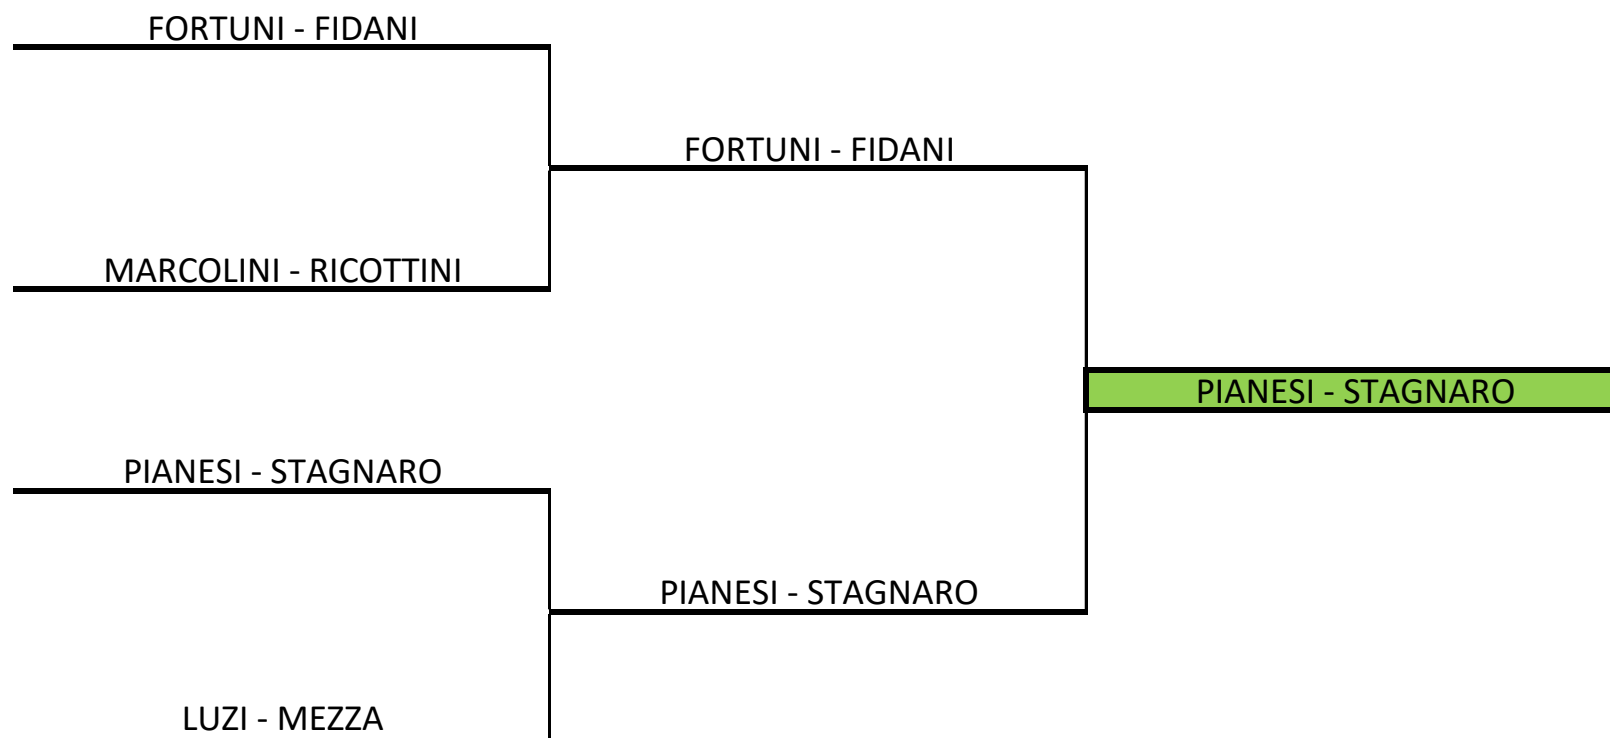 FORTUNI - FIDANI
FORTUNI - FIDANI
MARCOLINI - RICOTTINI
PIANESI - STAGNARO
PIANESI - STAGNARO
PIANESI - STAGNARO
LUZI - MEZZA